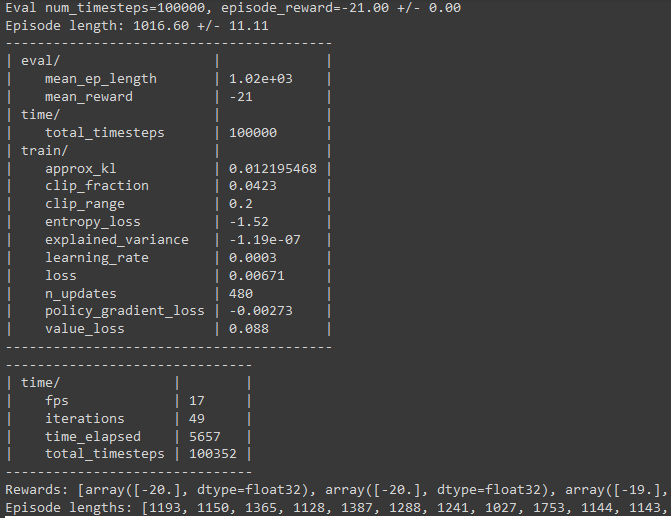 Eval num_timesteps=100000, episode_reward=-21.00 +/- 0.00
Episode length: 1016.60 +/- 11.11
----------------------------------------
| eval/                   |             |
|    mean_ep_length       | 1.02e+03    |
|    mean_reward          | -21         |
| time/                   |             |
|    total_timesteps      | 100000      |
| train/                  |             |
|    approx_kl            | 0.012195468 |
|    clip_fraction        | 0.0423      |
|    clip_range           | 0.2         |
|    entropy_loss         | -1.52       |
|    explained_variance   | -1.19e-07   |
|    learning_rate        | 0.0003      |
|    loss                 | 0.00671     |
|    n_updates            | 480         |
|    policy_gradient_loss | -0.00273    |
|    value_loss           | 0.088       |
----------------------------------------
------------------------------
| time/              |        |
|    fps             | 17     |
|    iterations      | 49     |
|    time_elapsed    | 5657   |
|    total_timesteps | 100352 |
------------------------------
Rewards: [array([-20.], dtype=float32), array([-20.], dtype=float32), array([-19.],
Episode lengths: [1193, 1150, 1365, 1128, 1387, 1288, 1241, 1027, 1753, 1144, 1143,